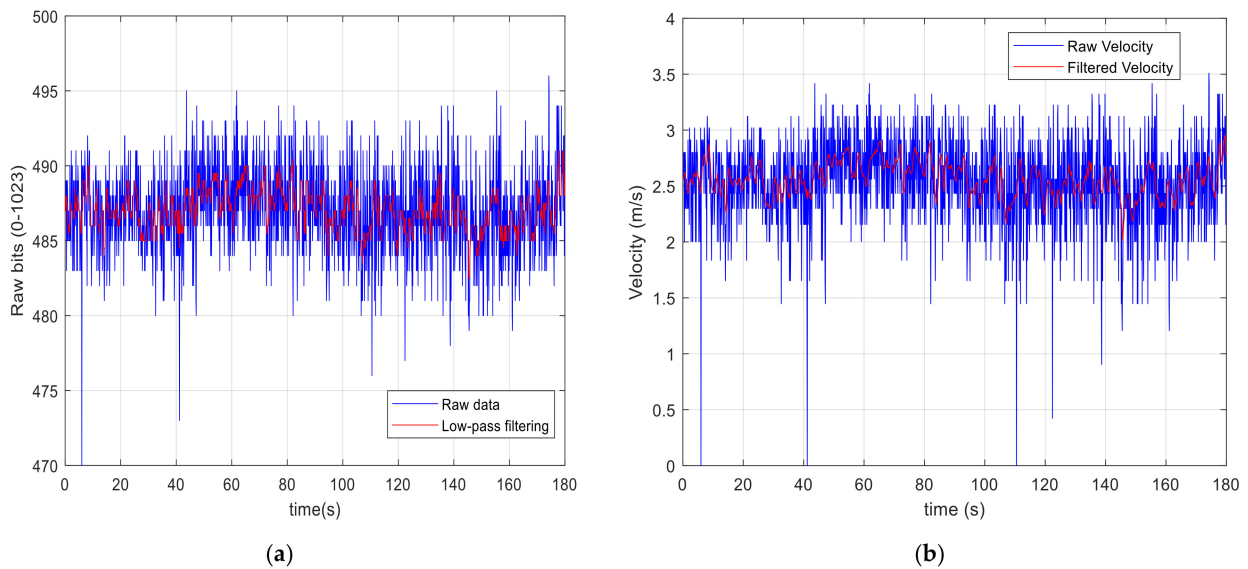 500
495
490
485
480
475
470
Raw bits (0-1023)
0 20 40 60 80 100 120 140 160 180
time(s)
Raw data
Low-pass filtering
(a)
4
3.5
3
2.5
2
1.5
1
0.5
0
Velocity (m/s)
0 20 40 60 80 100 120 140 160 180
time (s)
Raw Velocity
Filtered Velocity
(b)